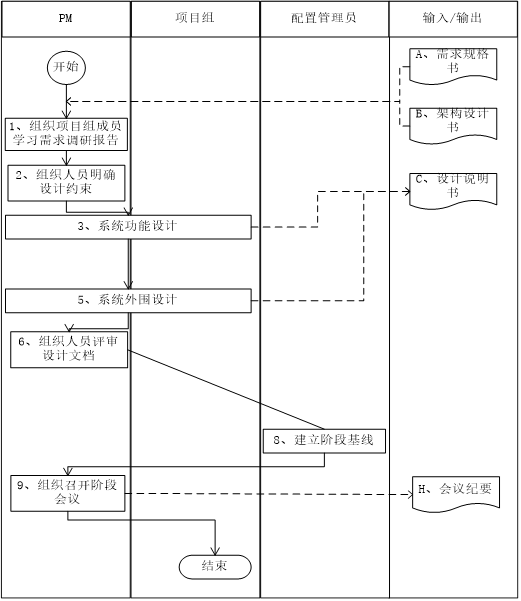 PM
项目组
配置管理员
输入/输出
开始
A、需求规格
书
B、架构设计
书
1、组织项目组成员
学习需求调研报告
2、组织人员明确
设计约束
C、设计说明
书
3、系统功能设计
5、系统外围设计
6、组织人员评审
设计文档
8、建立阶段基线
9、组织召开阶段
会议
H、会议纪要
结束